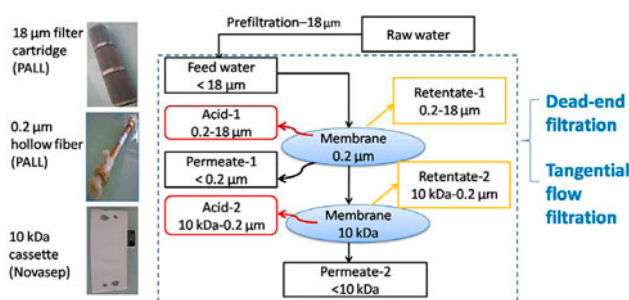 18 µm filter
cartridge
(PALL)
0.2 µm
hollow fiber
(PALL)
10 kDa
cassette
(Novasep)
Prefiltration–18 µm
Raw water
Feed water
< 18 µm
Retentate-1
0.2-18 µm
Acid-1
0.2-18 µm
Membrane
0.2 µm
Permeate-1
< 0.2 µm
Retentate-2
10 kDa-0.2 µm
Acid-2
10 kDa-0.2 µm
Membrane
10 kDa
Permeate-2
<10 kDa
Dead-end
filtration
Tangential
flow
filtration